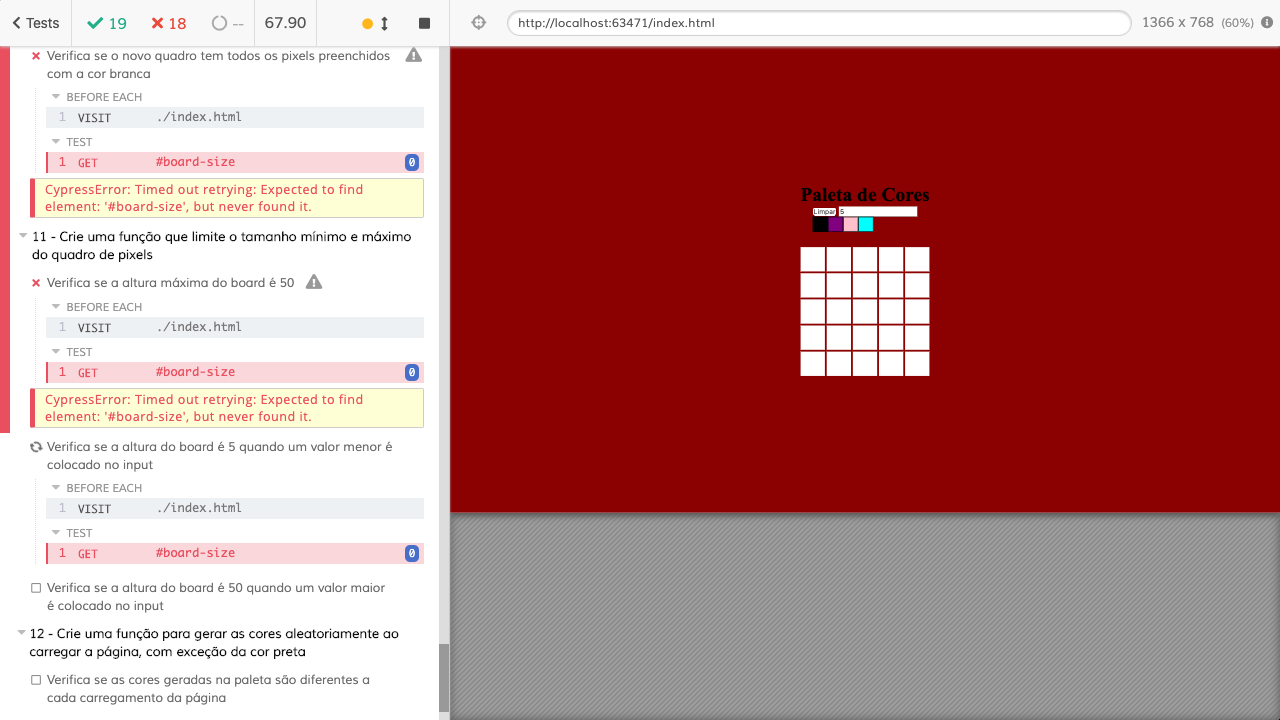 Tests 19 18 -- 67.90 http://localhost:63471/index.html 1366 x 768 (60%)
Verifica se o novo quadro tem todos os pixels preenchidos
com a cor branca
BEFORE EACH
1 VISIT ./index.html
TEST
1 GET #board-size 0
CypressError: Timed out retrying: Expected to find
element: '#board-size', but never found it.
11 - Crie uma função que limite o tamanho mínimo e máximo
do quadro de pixels
Verifica se a altura máxima do board é 50
BEFORE EACH
1 VISIT ./index.html
TEST
1 GET #board-size 0
CypressError: Timed out retrying: Expected to find
element: '#board-size', but never found it.
Verifica se a altura do board é 5 quando um valor menor é
colocado no input
BEFORE EACH
1 VISIT ./index.html
TEST
1 GET #board-size 0
Verifica se a altura do board é 50 quando um valor maior
é colocado no input
12 - Crie uma função para gerar as cores aleatoriamente ao
carregar a página, com exceção da cor preta
Verifica se as cores geradas na paleta são diferentes a
cada carregamento da página
Paleta de Cores
Limpar 5